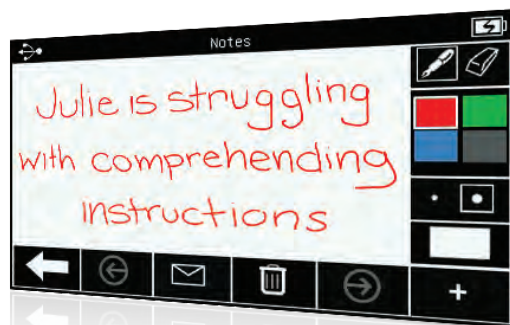 Notes
Julie is struggling
with comprehending
instructions